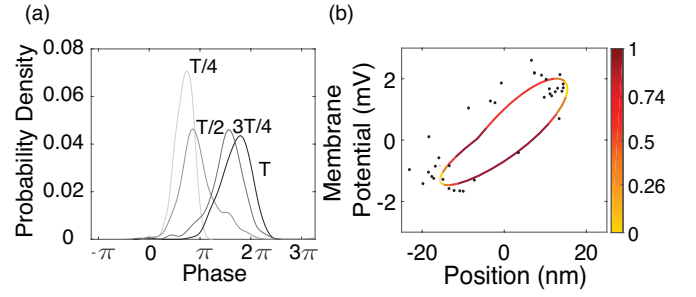 (a)
(b)
0.08
0.06
0.04
0.02
0
Probability Density
T/4
T/2
3T/4
T
-π
0
π
2π
3π
Phase
Membrane
Potential (mV)
2
0
-2
-20
0
20
Position (nm)
1
0.74
0.5
0.26
0